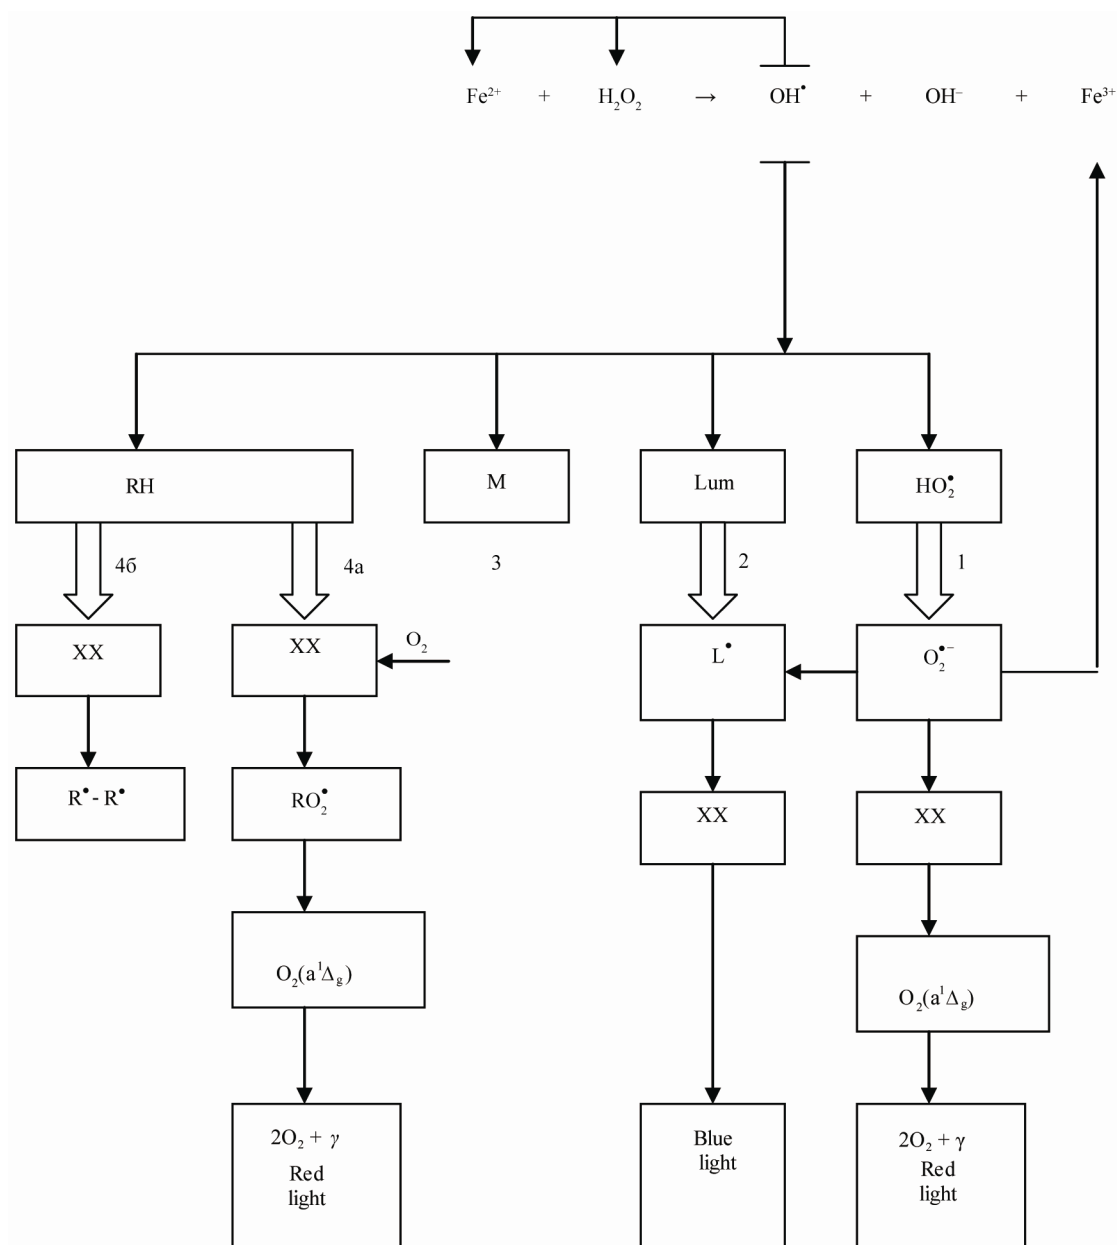 Fe²⁺ + H₂O₂ → OH• + OH⁻ + Fe³⁺
RH M Lum HO₂•
4б 4a 3 2 1
XX XX O₂ L• O₂•⁻
R•- R• RO₂• XX XX
O₂(a¹Δg) O₂(a¹Δg)
2O₂ + γ Blue 2O₂ + γ
Red light Red
light light